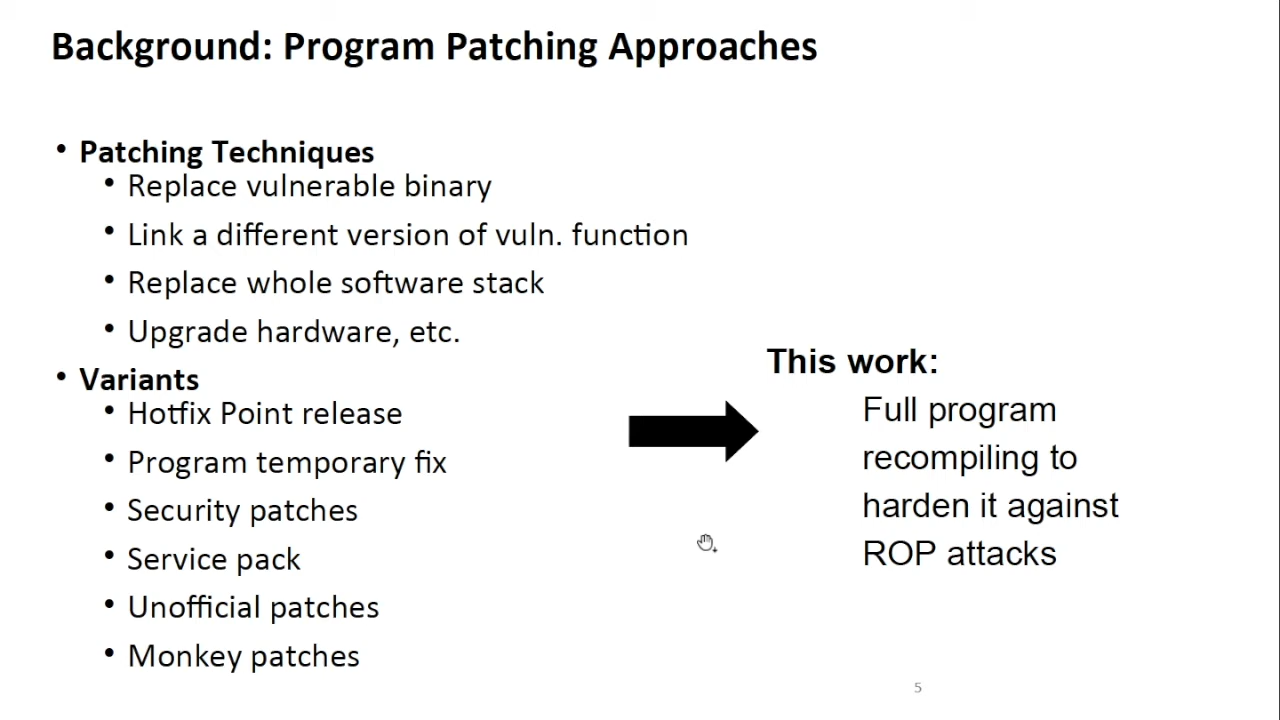 Background: Program Patching Approaches
• Patching Techniques
• Replace vulnerable binary
• Link a different version of vuln. function
• Replace whole software stack
• Upgrade hardware, etc.
• Variants
• Hotfix Point release
• Program temporary fix
• Security patches
• Service pack
• Unofficial patches
• Monkey patches
This work:
Full program
recompiling to
harden it against
ROP attacks
5